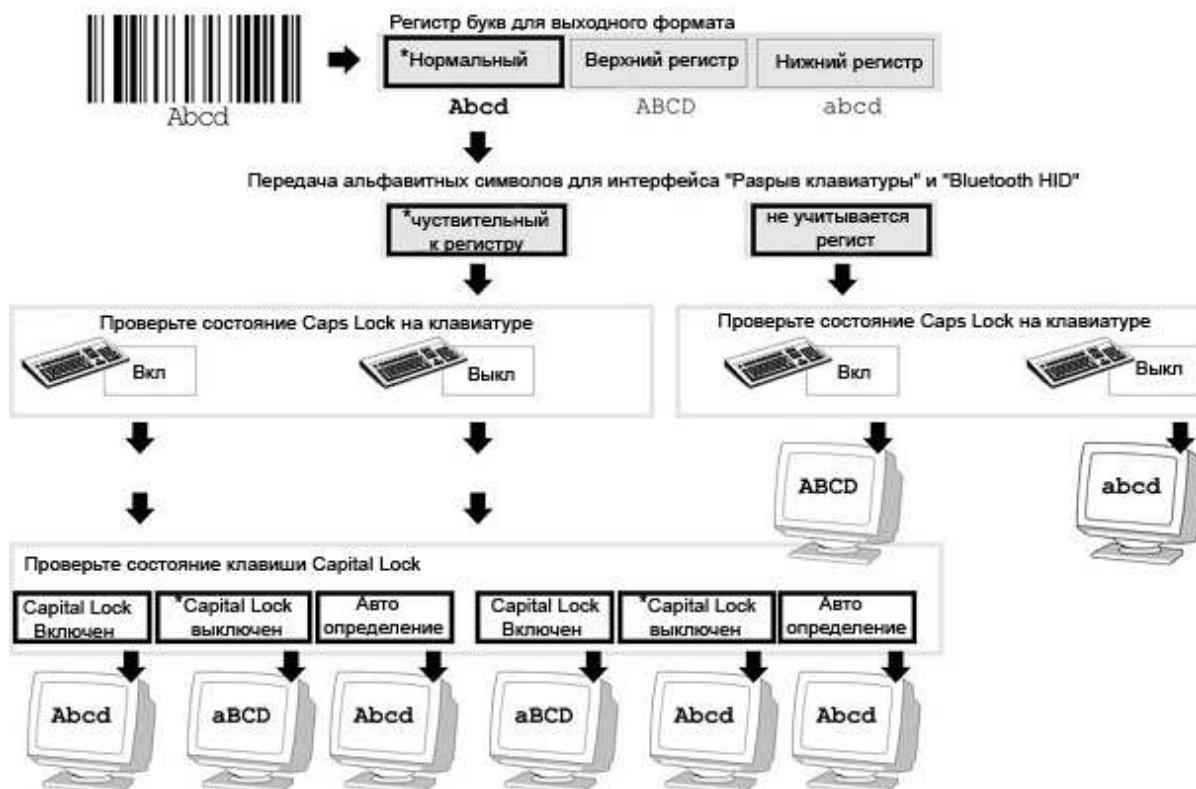 Регистр букв для выходного формата
*Нормальный
Верхний регистр
Нижний регистр
Abcd
Abcd
ABCD
abcd
Передача альфавитных символов для интерфейса "Разрыв клавиатуры" и "Bluetooth HID"
*чуствительный
к регистру
не учитывается
регист
Проверьте состояние Caps Lock на клавиатуре
Вкл
Выкл
Проверьте состояние Caps Lock на клавиатуре
Вкл
Выкл
ABCD
abcd
Проверьте состояние клавиши Capital Lock
Capital Lock
Включен
*Capital Lock
выключен
Авто
определение
Capital Lock
Включен
*Capital Lock
выключен
Авто
определение
Abcd
aBCD
Abcd
aBCD
Abcd
Abcd